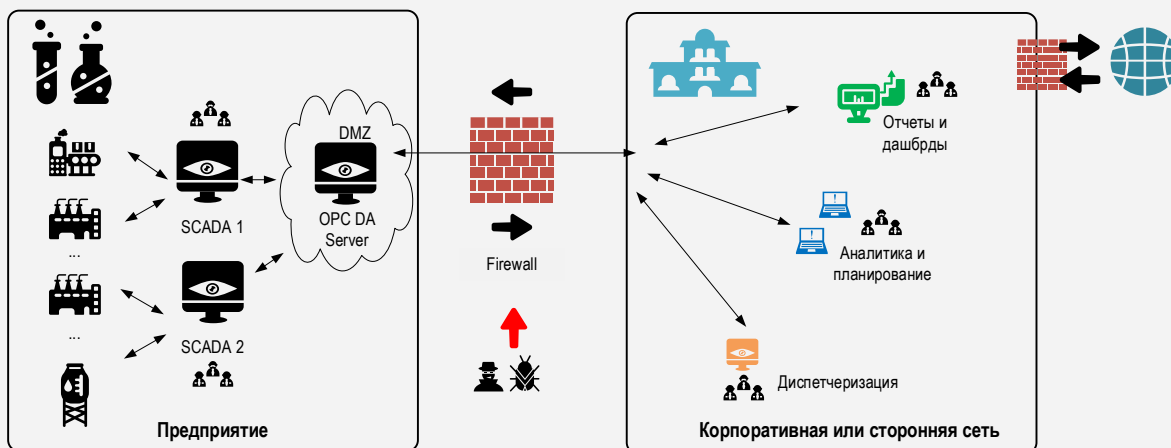 SCADA 1
...
...
SCADA 2
DMZ
OPC DA
Server
Предприятие
Firewall
Отчеты и
дашбрды
Аналитика и
планирование
Диспетчеризация
Корпоративная или сторонняя сеть